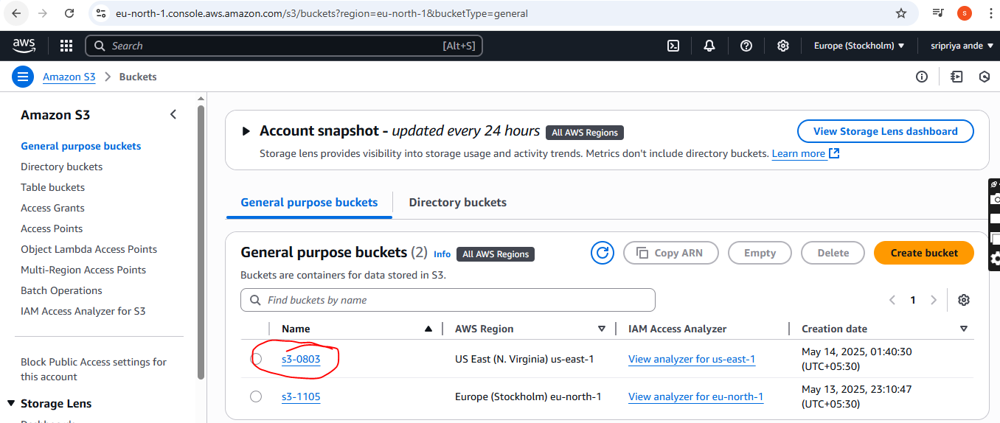 eu-north-1.console.aws.amazon.com/s3/buckets?region=eu-north-1&bucketType=general
s
aws
Search [Alt+S]
Europe (Stockholm)
sripriya ande
Amazon S3 > Buckets
Amazon S3
General purpose buckets
Directory buckets
Table buckets
Access Grants
Access Points
Object Lambda Access Points
Multi-Region Access Points
Batch Operations
IAM Access Analyzer for S3
Block Public Access settings for
this account
Storage Lens
Account snapshot - updated every 24 hours All AWS Regions
View Storage Lens dashboard
Storage lens provides visibility into storage usage and activity trends. Metrics don't include directory buckets. Learn more
General purpose buckets Directory buckets
General purpose buckets (2) Info All AWS Regions
Copy ARN Empty Delete Create bucket
Buckets are containers for data stored in S3.
Find buckets by name
1
Name AWS Region IAM Access Analyzer Creation date
s3-0803 US East (N. Virginia) us-east-1 View analyzer for us-east-1 May 14, 2025, 01:40:30
(UTC+05:30)
s3-1105 Europe (Stockholm) eu-north-1 View analyzer for eu-north-1 May 13, 2025, 23:10:47
(UTC+05:30)